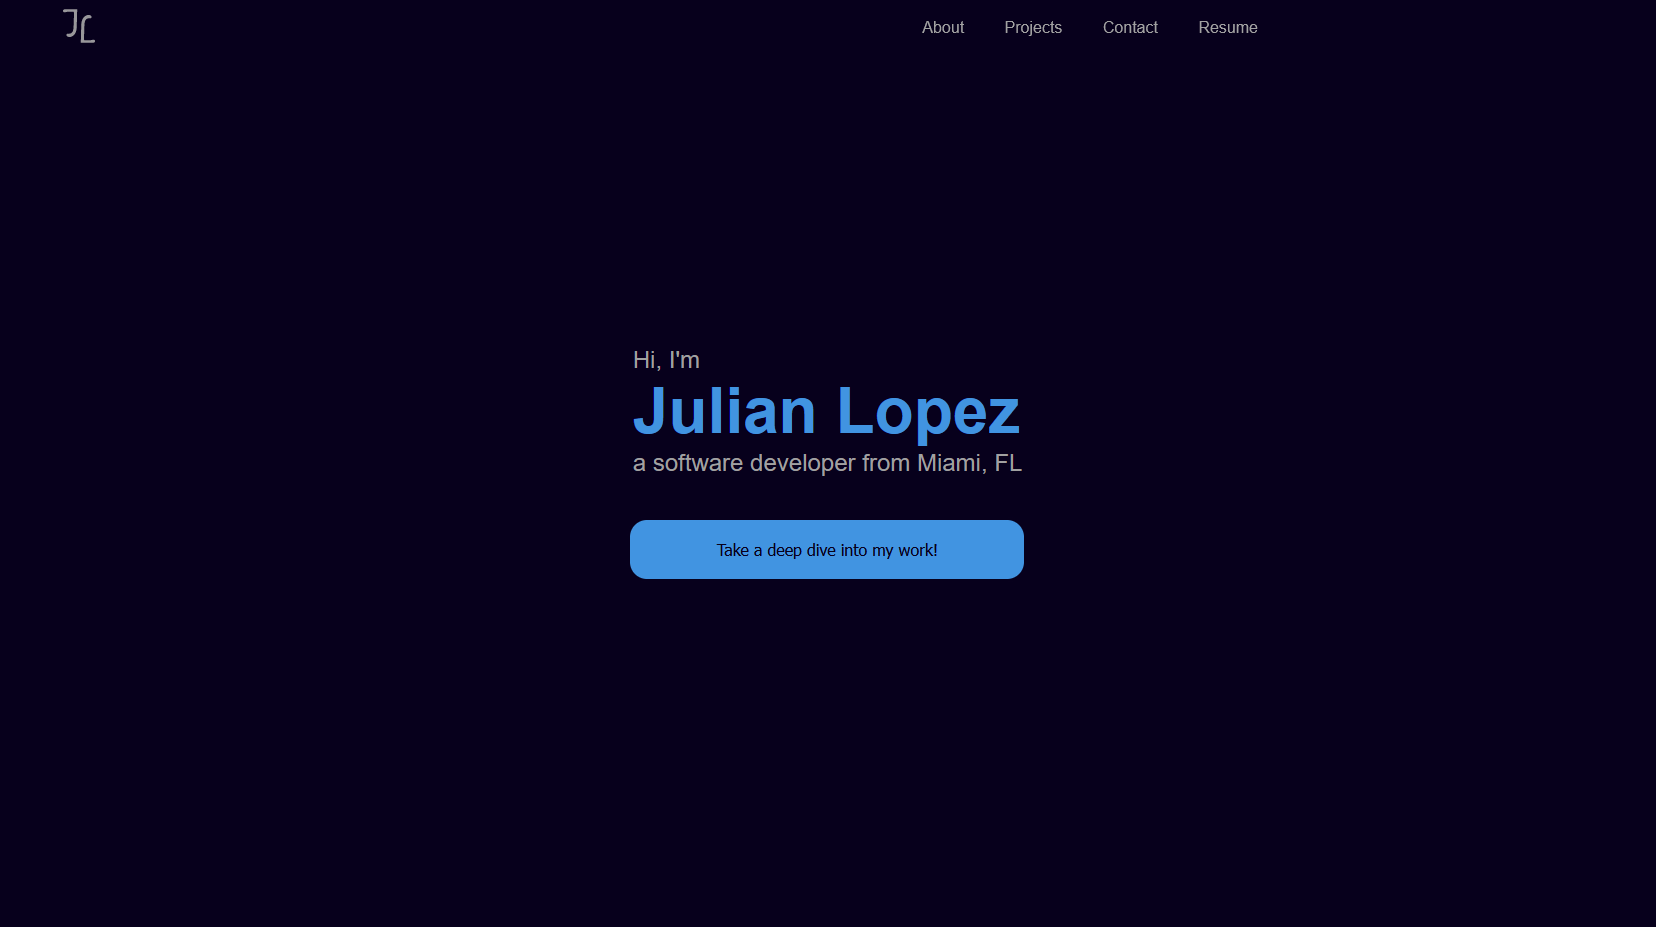 JL
About Projects Contact Resume
Hi, I'm
Julian Lopez
a software developer from Miami, FL
Take a deep dive into my work!